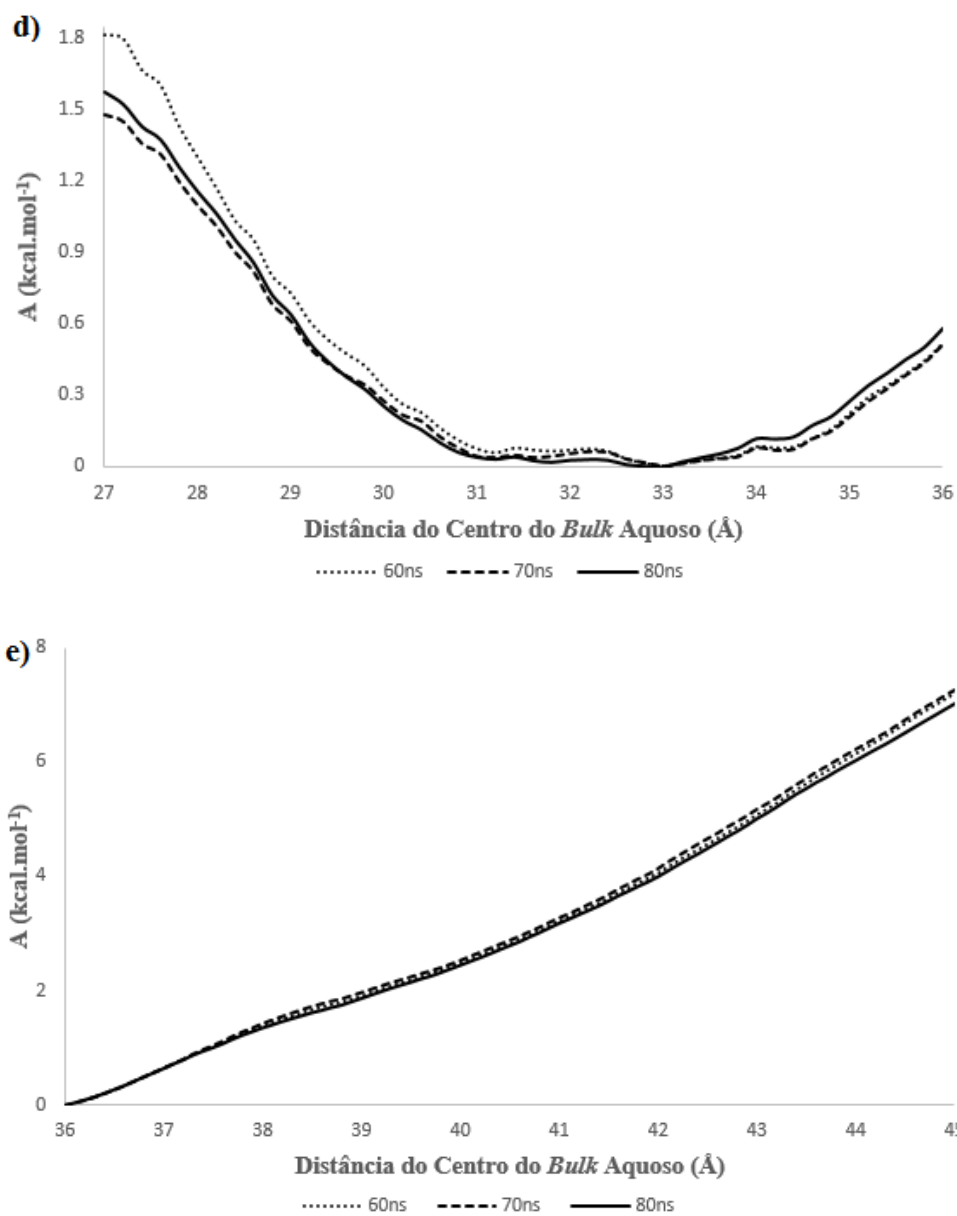 d)
1.8
1.5
1.2
0.9
0.6
0.3
0
A (kcal.mol-1)
27 28 29 30 31 32 33 34 35 36
Distância do Centro do Bulk Aquoso (Å)
60ns 70ns 80ns
e)
8
6
4
2
0
A (kcal.mol-1)
36 37 38 39 40 41 42 43 44 45
Distância do Centro do Bulk Aquoso (Å)
60ns 70ns 80ns